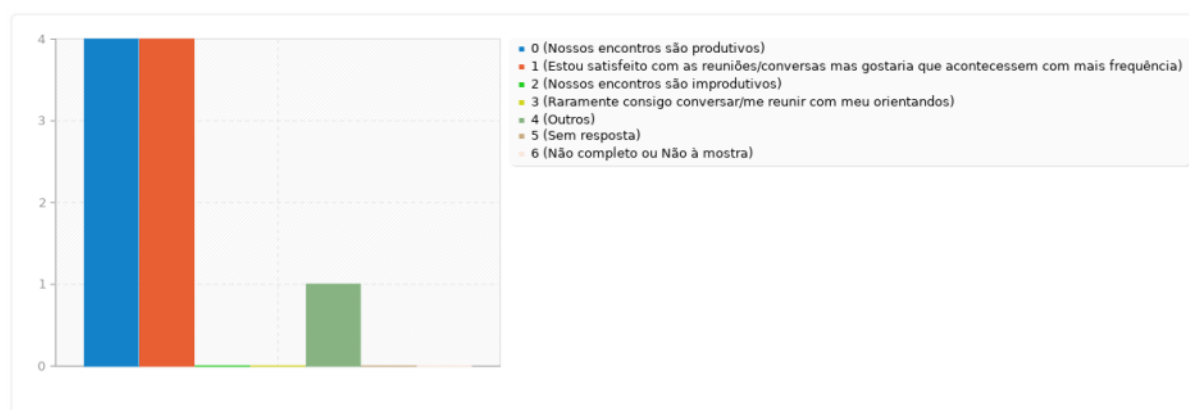 4
3
2
1
0
0 (Nossos encontros são produtivos)
1 (Estou satisfeito com as reuniões/conversas mas gostaria que acontecessem com mais frequência)
2 (Nossos encontros são improdutivos)
3 (Raramente consigo conversar/me reunir com meu orientandos)
4 (Outros)
5 (Sem resposta)
6 (Não completo ou Não à mostra)